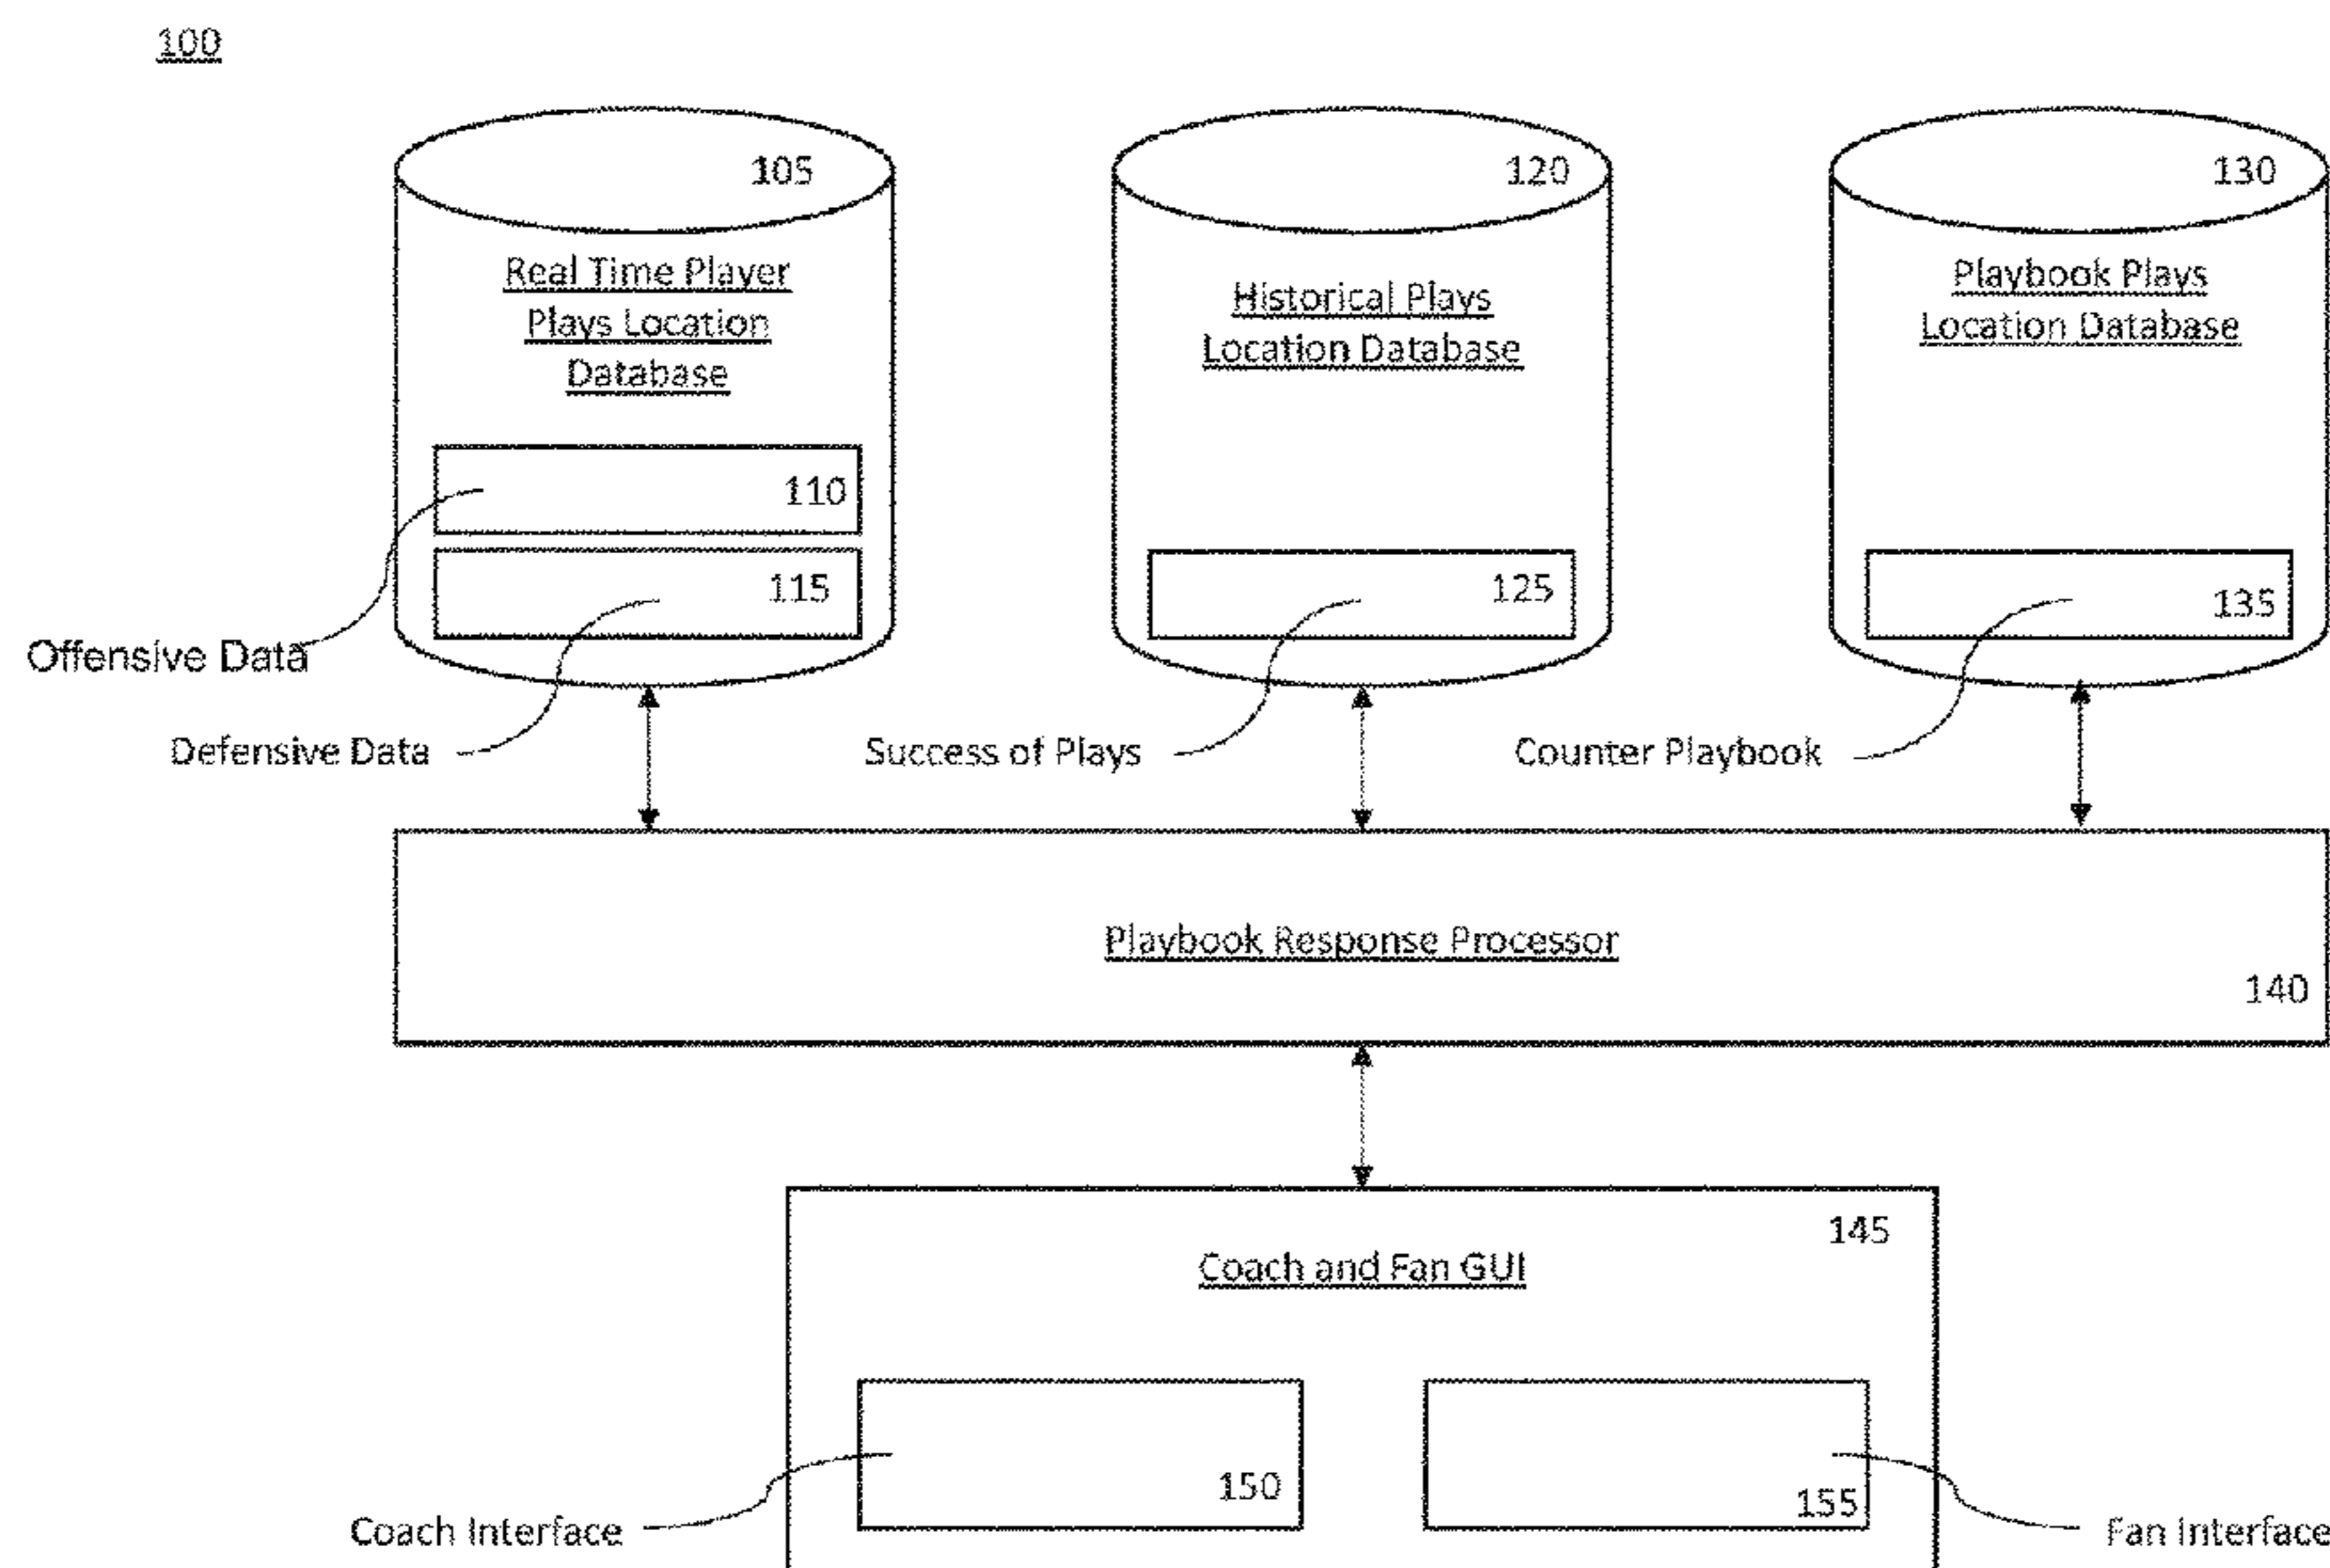 100
105
120
130
Real Time Player
Plays Location
Database
Historical Plays
Location Database
Playbook Plays
Location Database
110
115
125
135
Offensive Data
Defensive Data
Success of Plays
Counter Playbook
Playbook Response Processor
140
145
Coach and Fan GUI
150
155
Coach Interface
Fan Interface